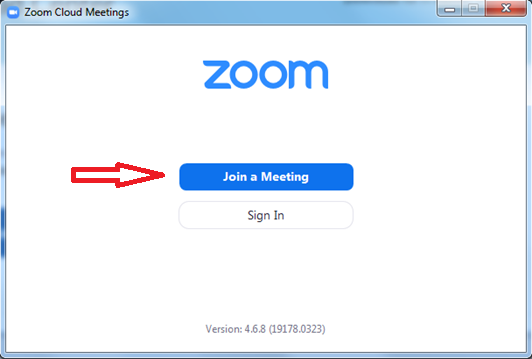 Zoom Cloud Meetings
zoom
Join a Meeting
Sign In
Version: 4.6.8 (19178.0323)